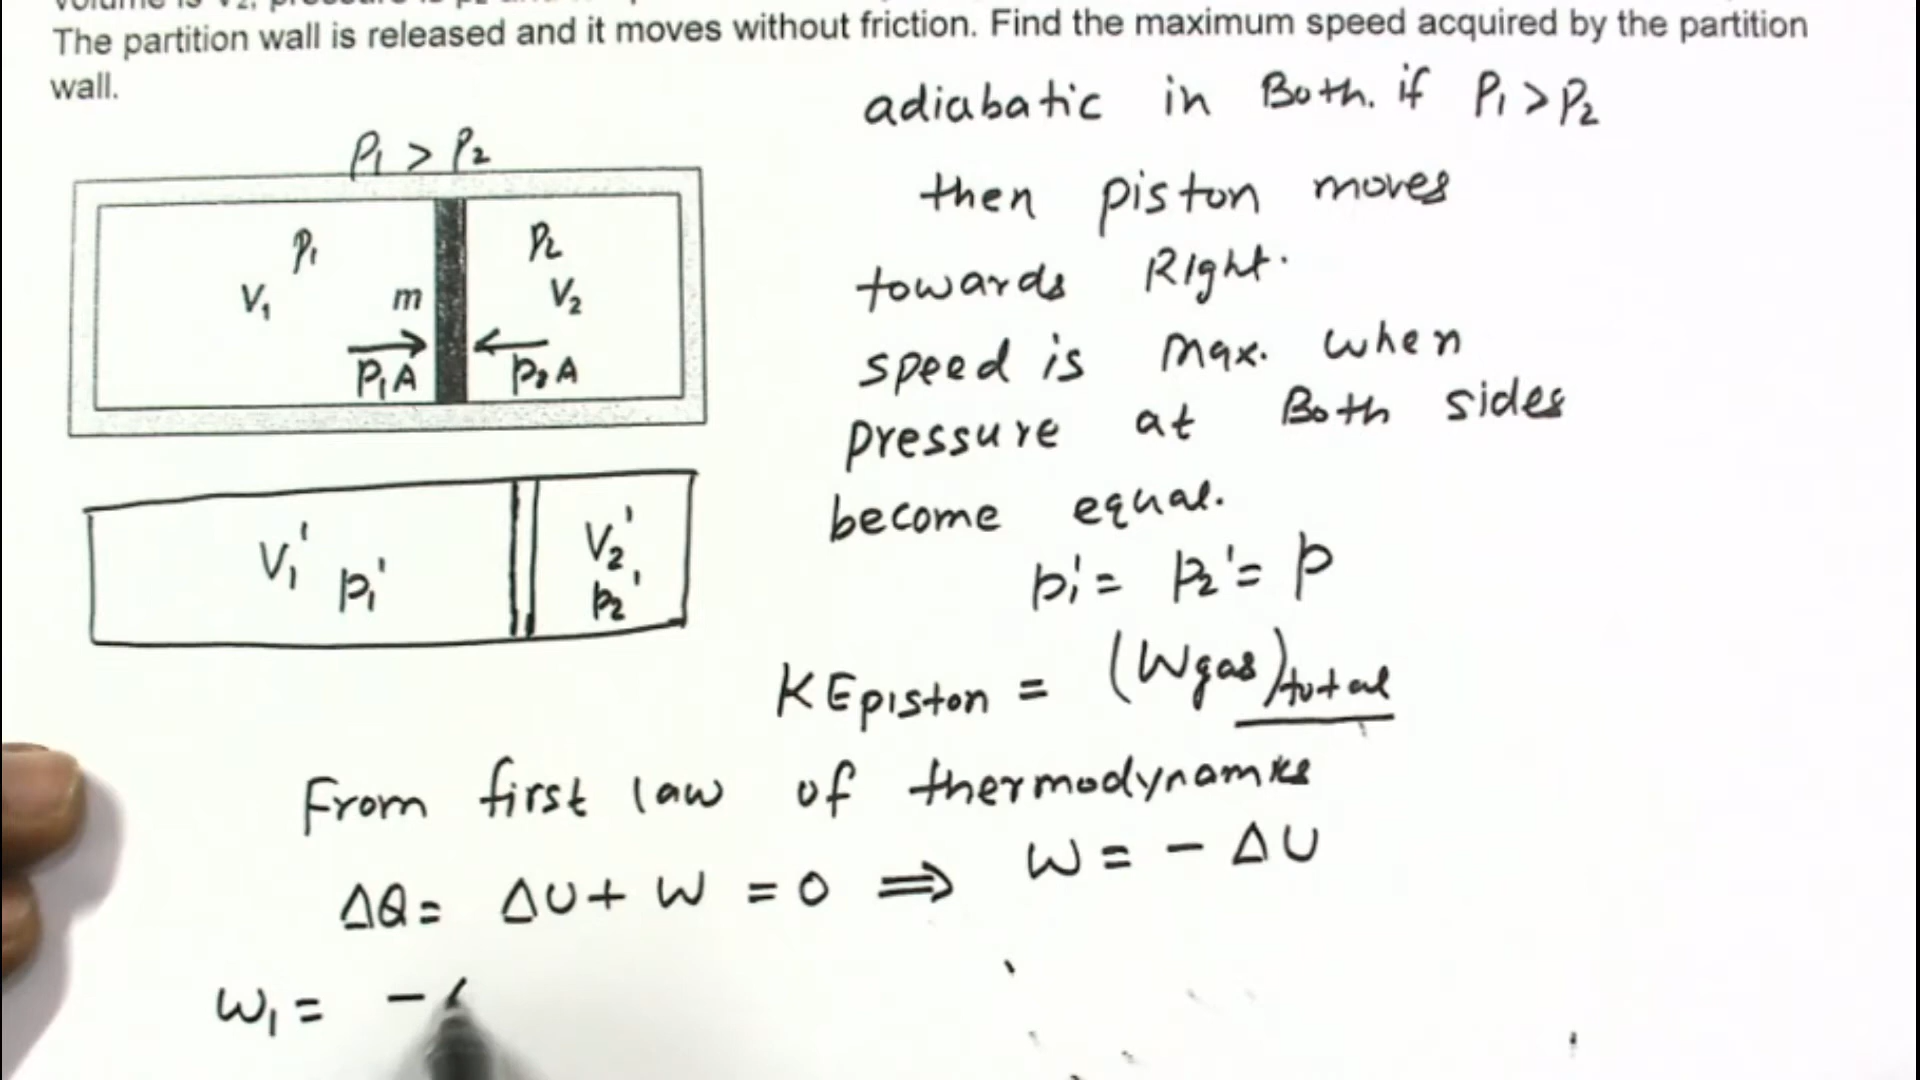 The partition wall is released and it moves without friction. Find the maximum speed acquired by the partition
wall.
P₁ > P₂
P₁
V₁
m
P₂
V₂
P₁A
P₂A
V₁'
p₁'
V₂'
p₂'
adiabatic in Both. if P₁ > P₂
then piston moves
towards Right.
speed is max. when
pressure at Both sides
become equal.
p₁' = p₂' = p
KEpiston = (Wgas)total
From first law of thermodynamics
ΔQ = ΔU + W = 0 ⇒ W = - ΔU
W₁ = -